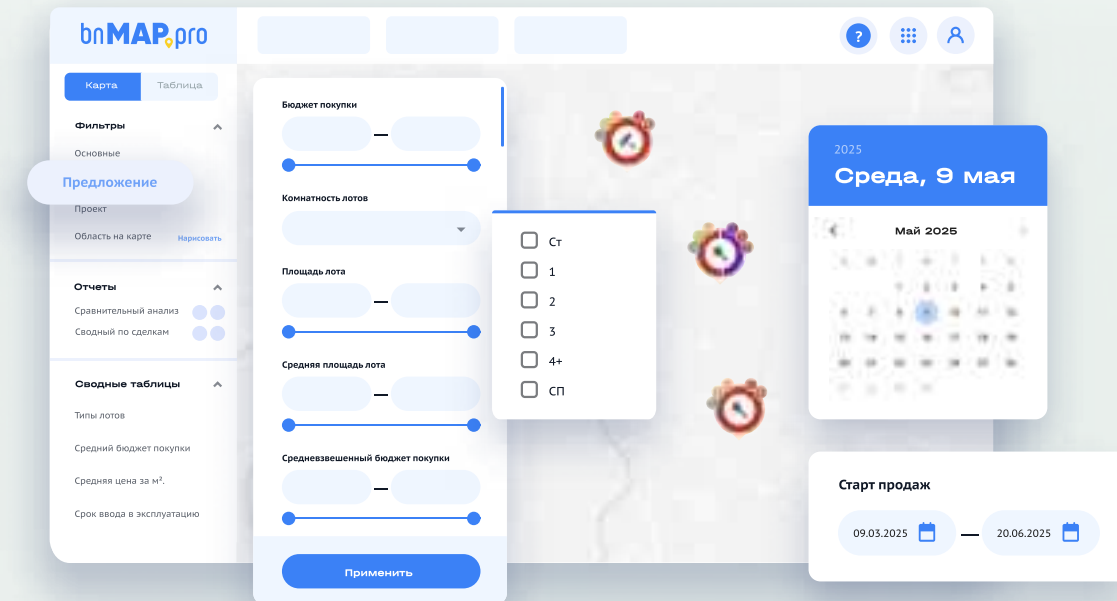 bnMAP.pro
?
Карта
Таблица
Фильтры
Основные
Предложение
Проект
Область на карте
Нарисовать
Отчеты
Сравнительный анализ
Сводный по сделкам
Сводные таблицы
Типы лотов
Средний бюджет покупки
Средняя цена за м².
Срок ввода в эксплуатацию
Бюджет покупки
Комнатность лотов
Площадь лота
Средняя площадь лота
Средневзвешенный бюджет покупки
Применить
Ст
1
2
3
4+
СП
2025
Среда, 9 мая
Май 2025
Старт продаж
09.03.2025 — 20.06.2025